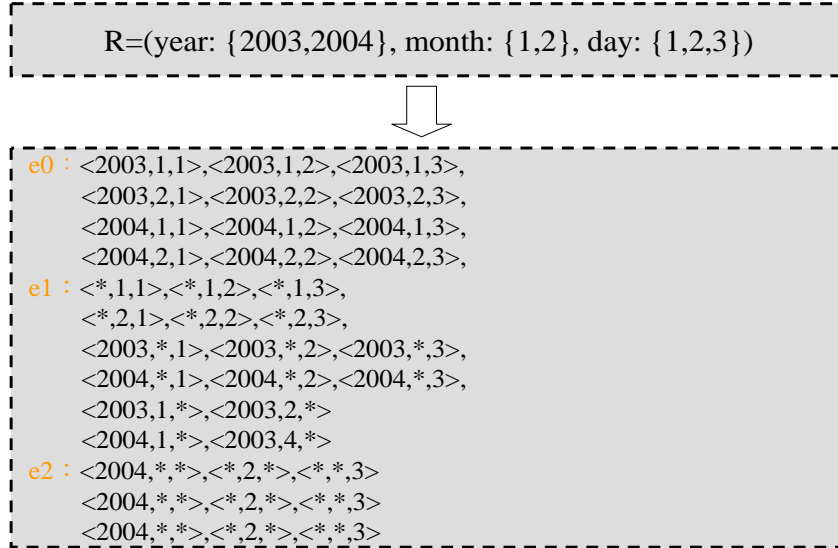 R=(year: {2003,2004}, month: {1,2}, day: {1,2,3})
e0：<2003,1,1>,<2003,1,2>,<2003,1,3>,
<2003,2,1>,<2003,2,2>,<2003,2,3>,
<2004,1,1>,<2004,1,2>,<2004,1,3>,
<2004,2,1>,<2004,2,2>,<2004,2,3>,
e1：<*,1,1>,<*,1,2>,<*,1,3>,
<*,2,1>,<*,2,2>,<*,2,3>,
<2003,*,1>,<2003,*,2>,<2003,*,3>,
<2004,*,1>,<2004,*,2>,<2004,*,3>,
<2003,1,*>,<2003,2,*>
<2004,1,*>,<2003,4,*>
e2：<2004,*,*>,<*,2,*>,<*,*,3>
<2004,*,*>,<*,2,*>,<*,*,3>
<2004,*,*>,<*,2,*>,<*,*,3>